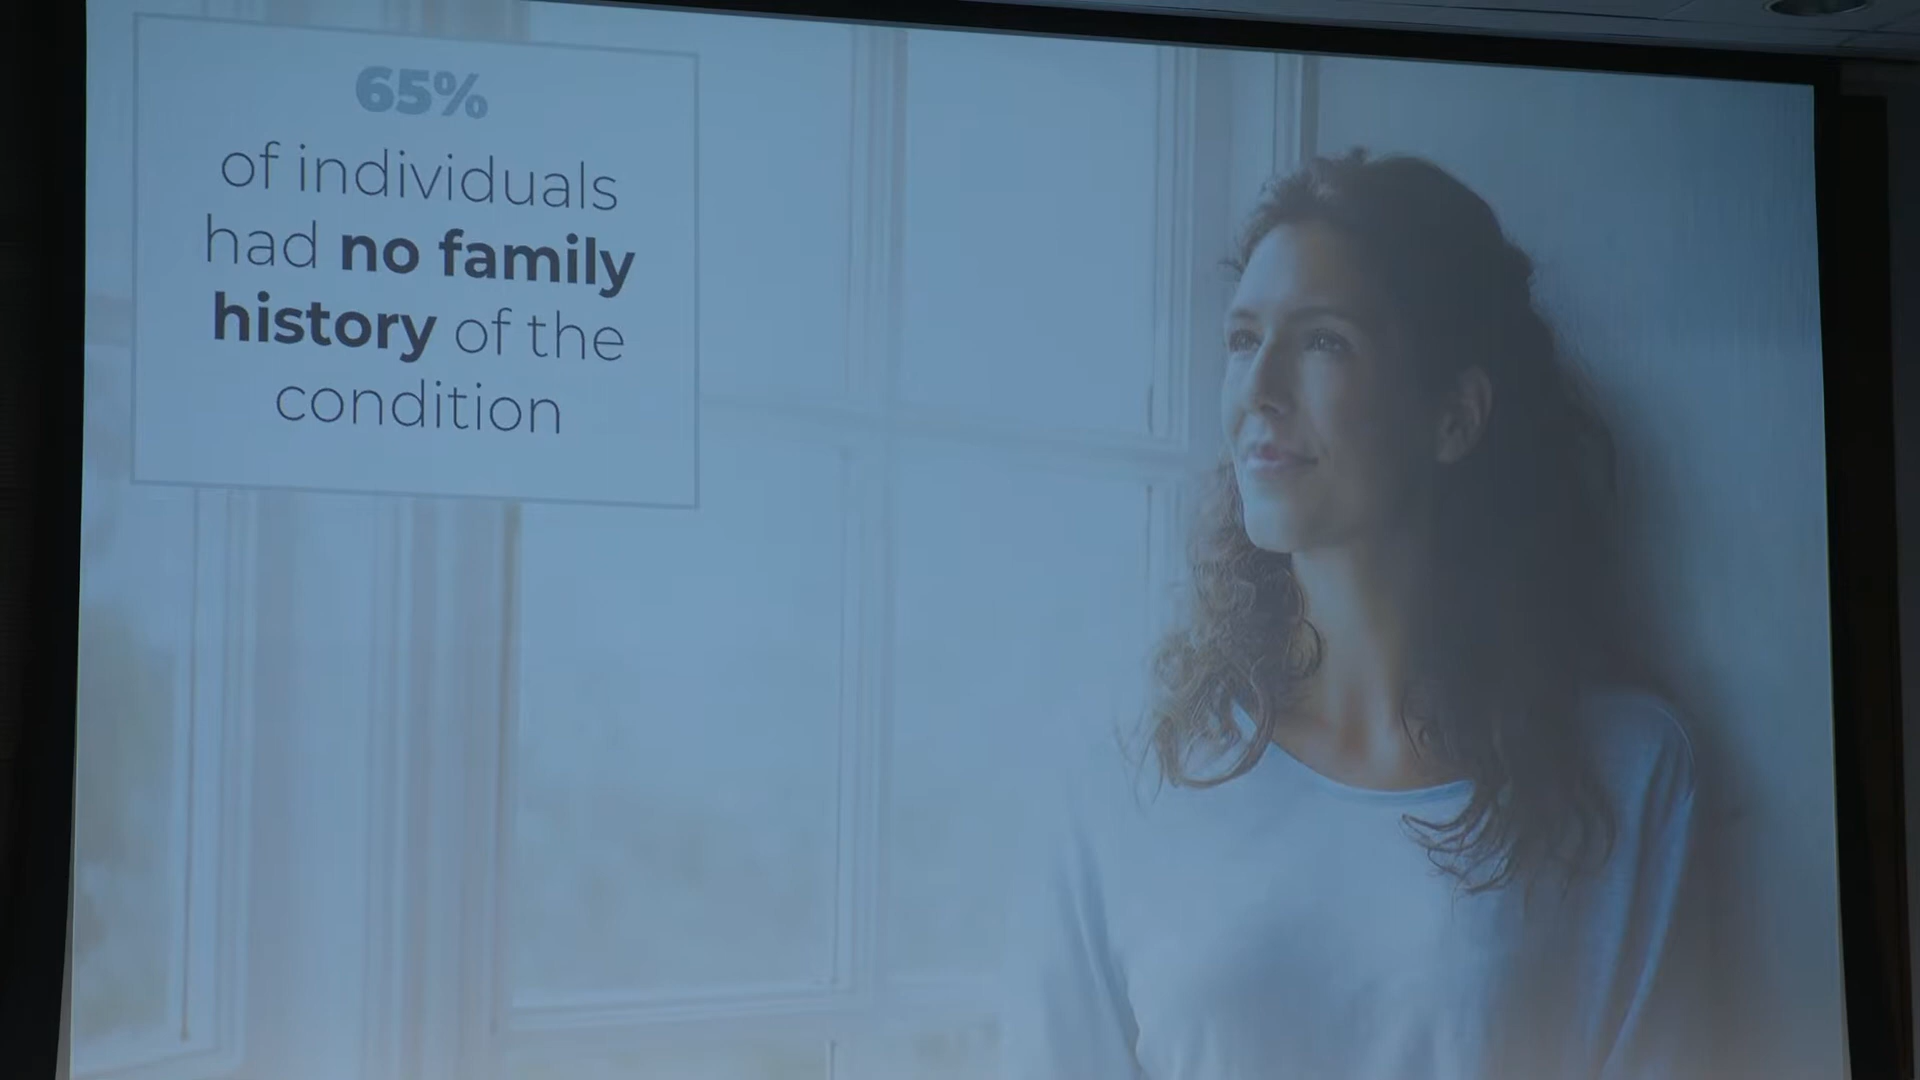 65%
of individuals
had no family
history of the
condition